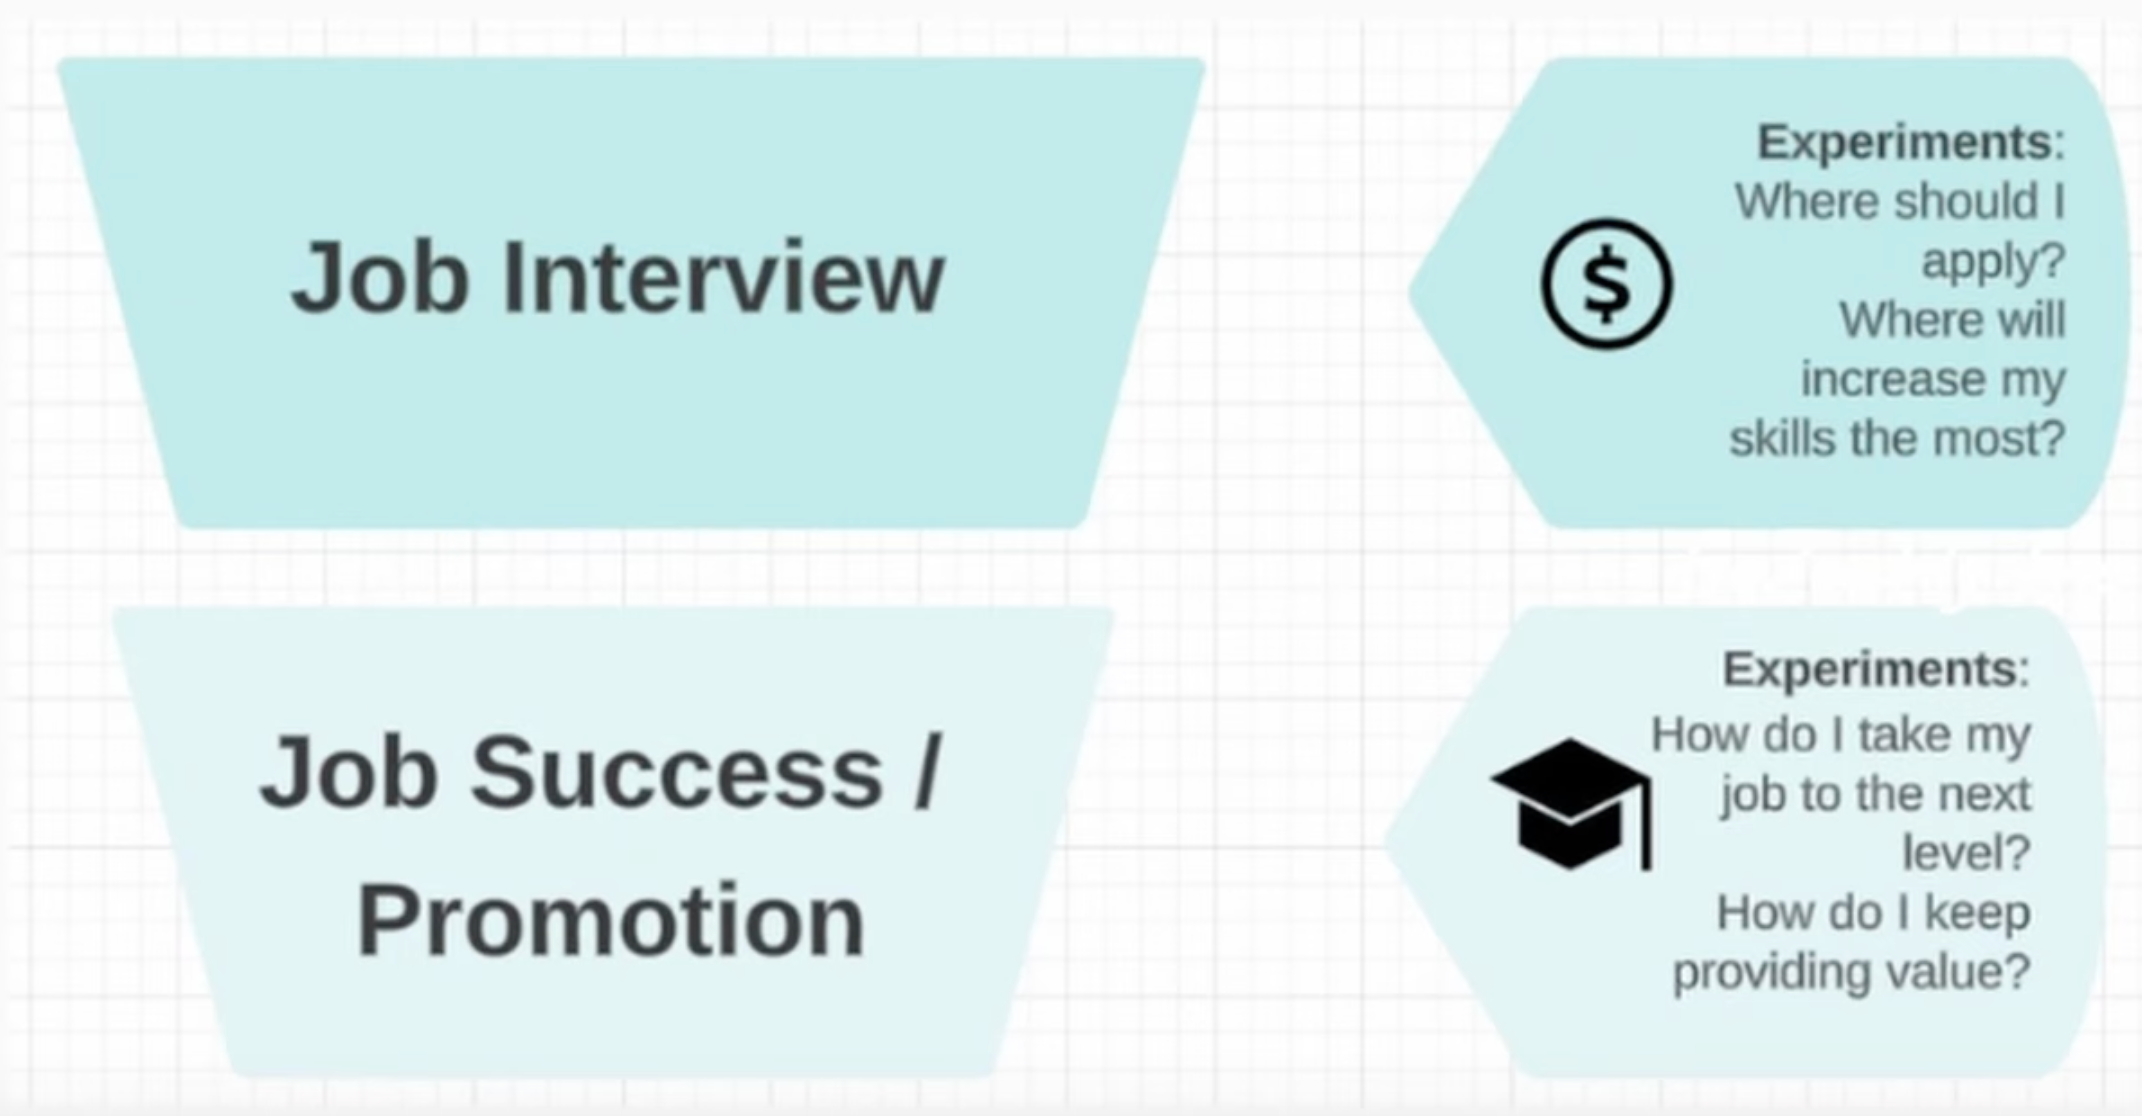 Job Interview
Experiments:
Where should I
apply?
Where will
increase my
skills the most?
Job Success /
Promotion
Experiments:
How do I take my
job to the next
level?
How do I keep
providing value?